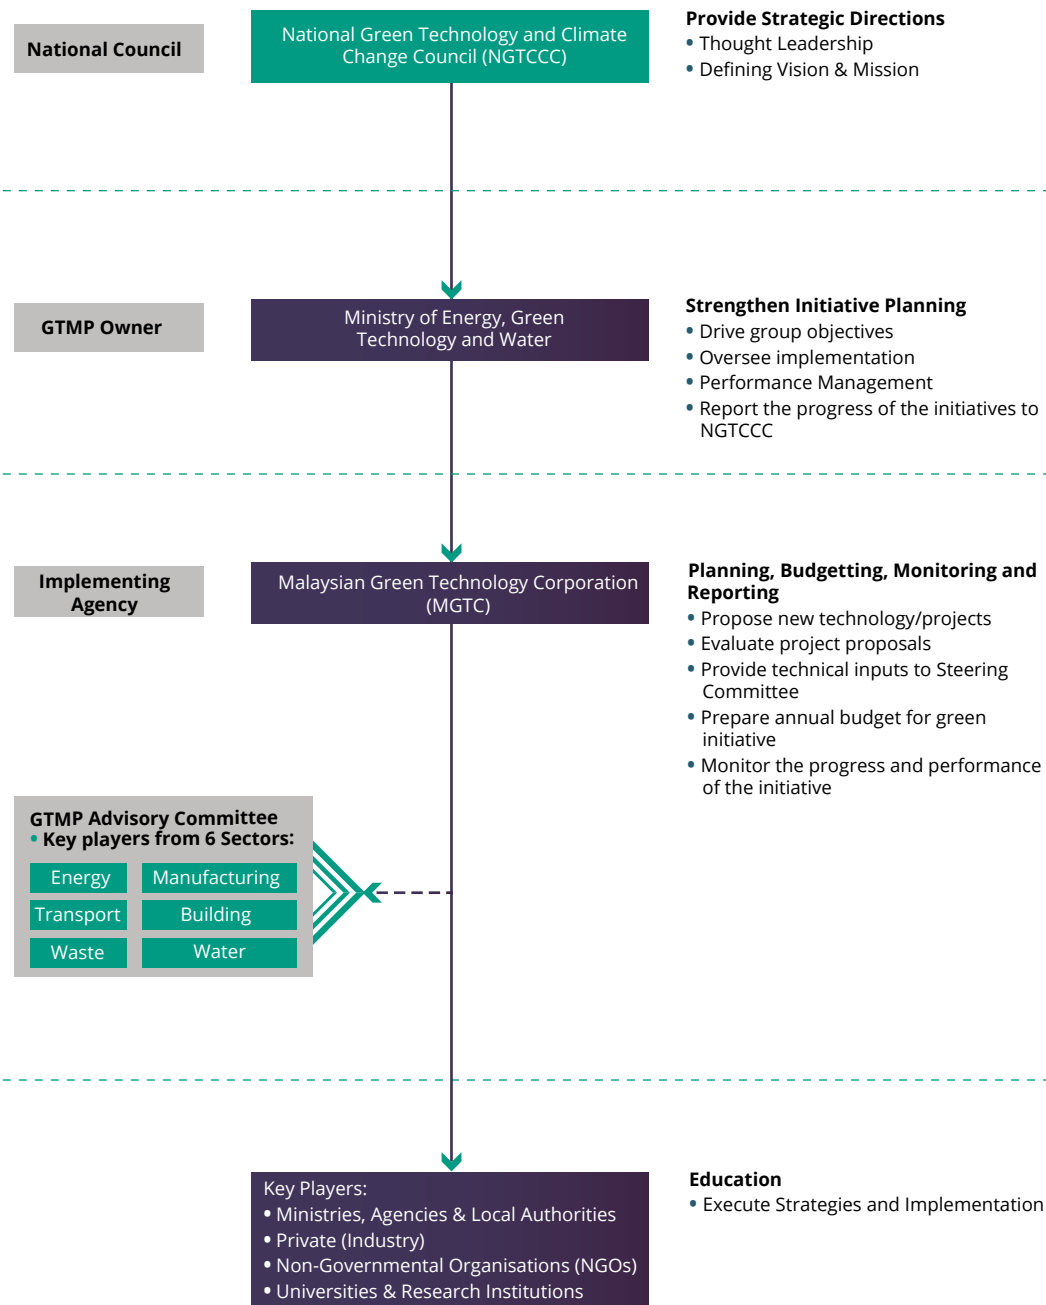 National Council
National Green Technology and Climate
Change Council (NGTCCC)
Provide Strategic Directions
• Thought Leadership
• Defining Vision & Mission
GTMP Owner
Ministry of Energy, Green
Technology and Water
Strengthen Initiative Planning
• Drive group objectives
• Oversee implementation
• Performance Management
• Report the progress of the initiatives to
NGTCCC
Implementing
Agency
Malaysian Green Technology Corporation
(MGTC)
Planning, Budgetting, Monitoring and
Reporting
• Propose new technology/projects
• Evaluate project proposals
• Provide technical inputs to Steering
Committee
• Prepare annual budget for green
initiative
• Monitor the progress and performance
of the initiative
GTMP Advisory Committee
• Key players from 6 Sectors:
Energy
Manufacturing
Transport
Building
Waste
Water
Key Players:
• Ministries, Agencies & Local Authorities
• Private (Industry)
• Non-Governmental Organisations (NGOs)
• Universities & Research Institutions
Education
• Execute Strategies and Implementation